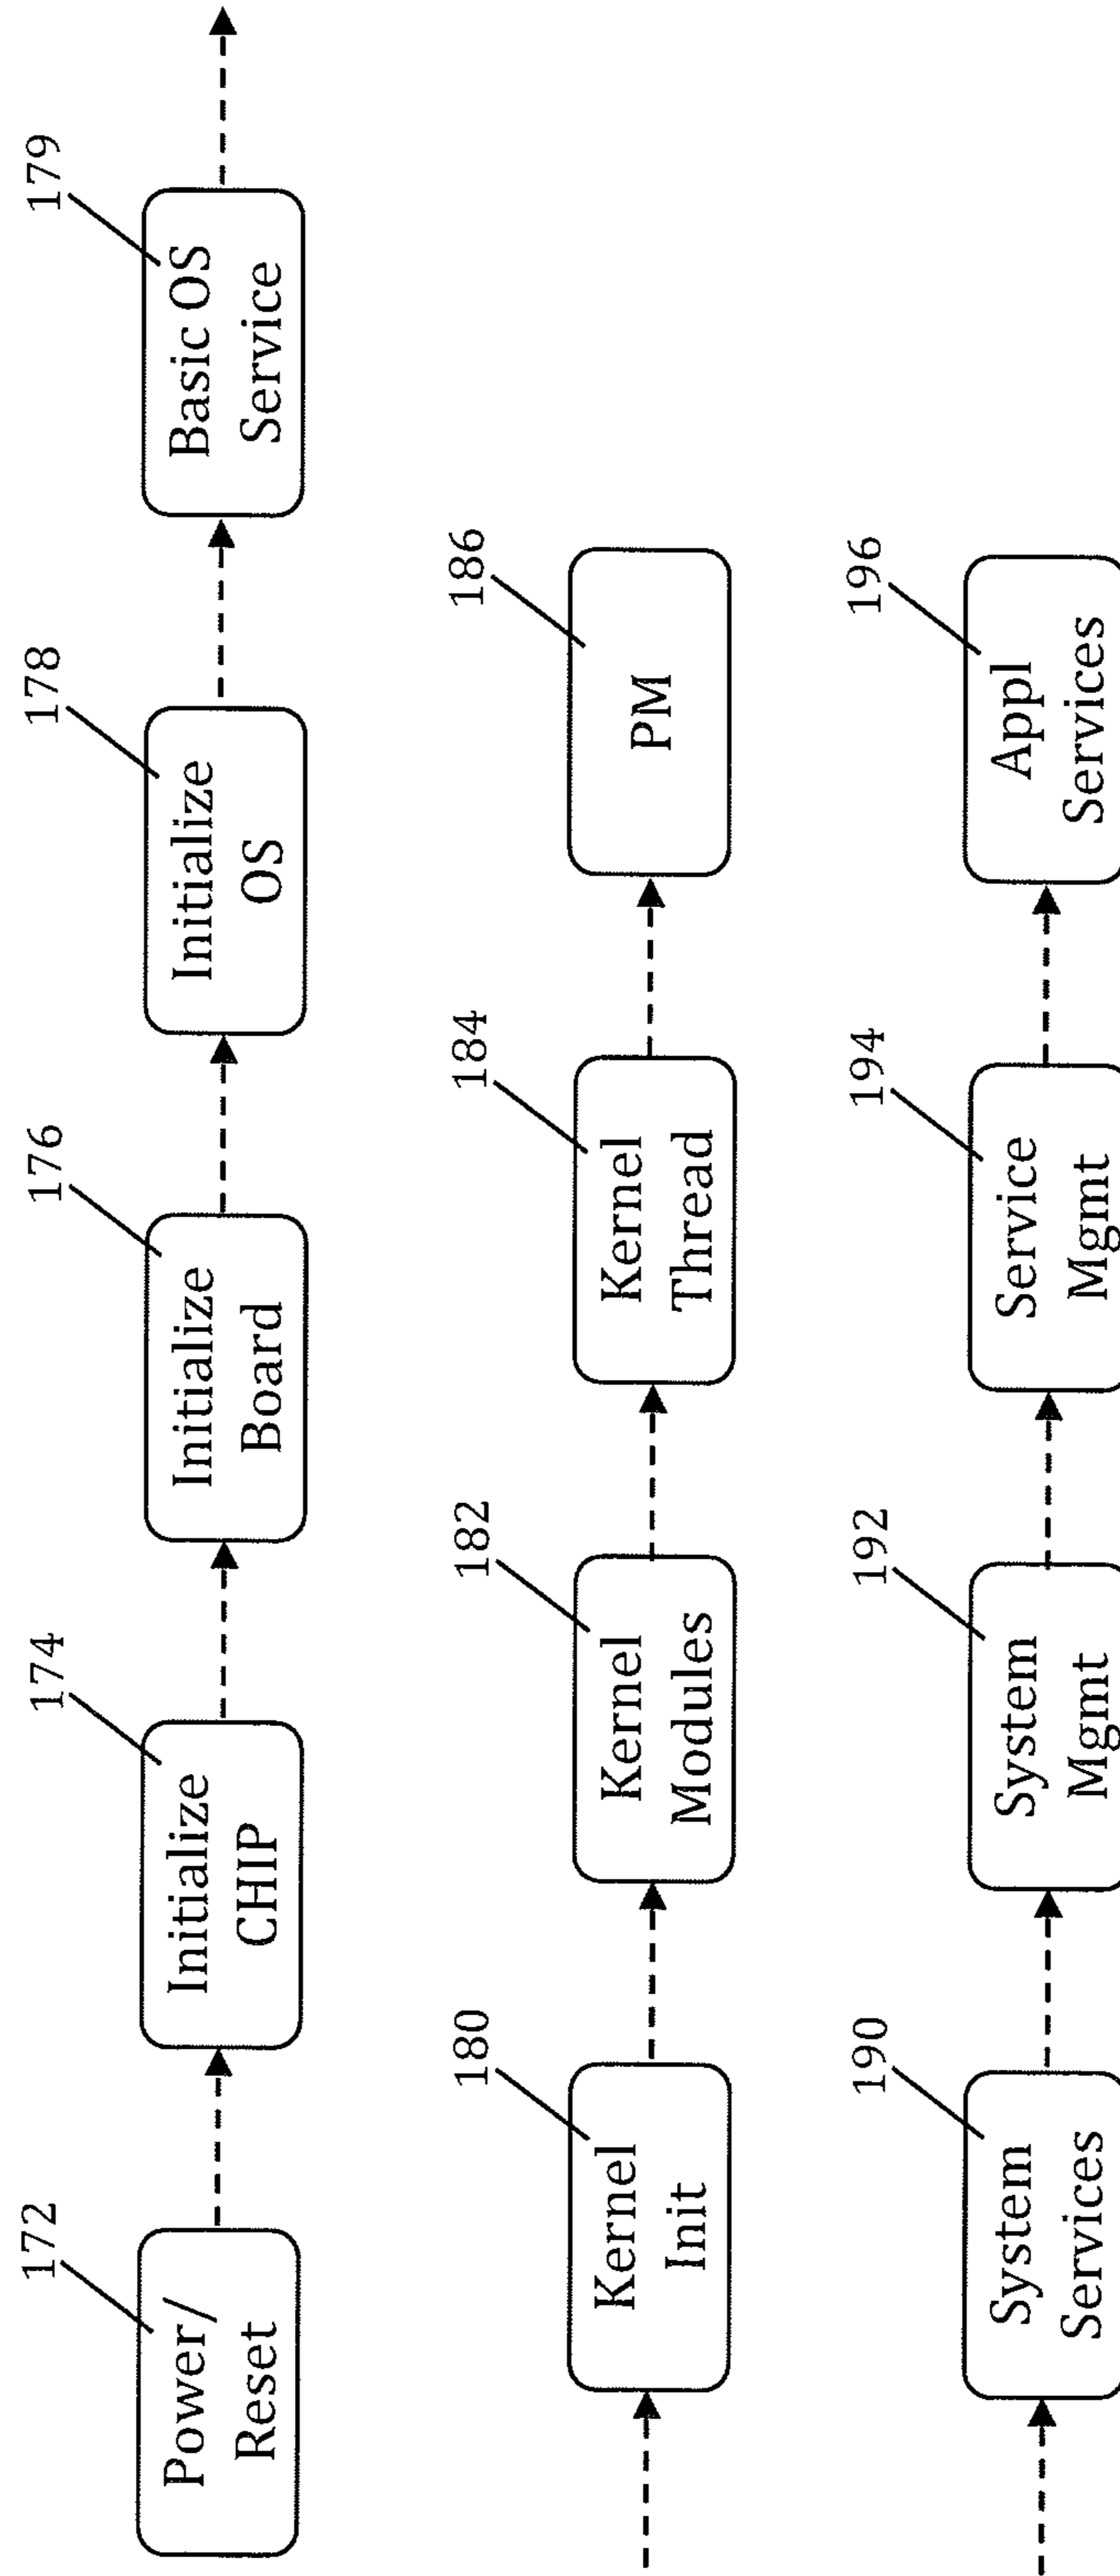 172
Power/
Reset
174
Initialize
CHIP
176
Initialize
Board
178
Initialize
OS
179
Basic OS
Service
180
Kernel
Init
182
Kernel
Modules
184
Kernel
Thread
186
PM
190
System
Services
192
System
Mgmt
194
Service
Mgmt
196
Appl
Services